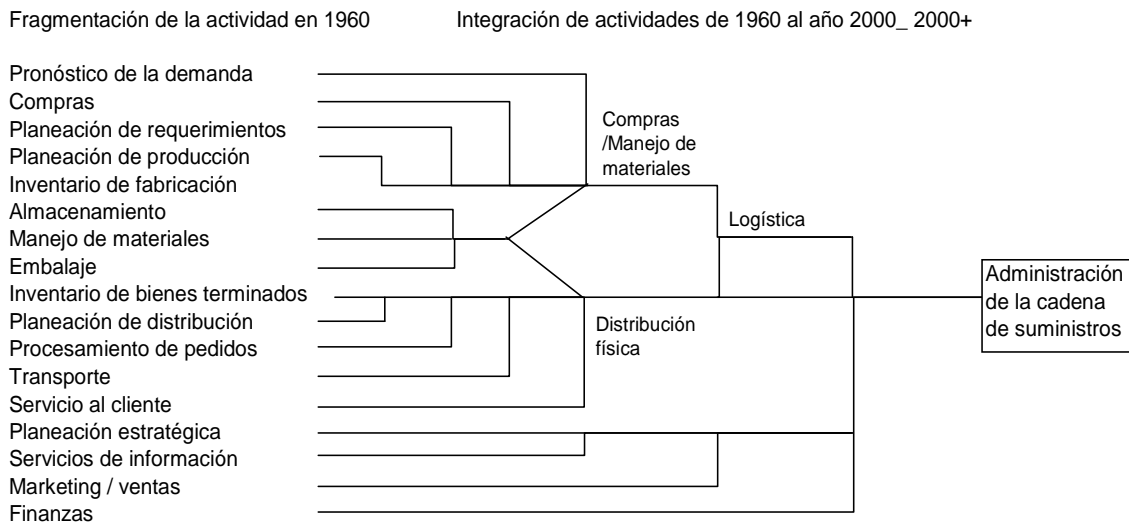 Fragmentación de la actividad en 1960
Integración de actividades de 1960 al año 2000_ 2000+
Pronóstico de la demanda
Compras
Planeación de requerimientos
Planeación de producción
Inventario de fabricación
Almacenamiento
Manejo de materiales
Embalaje
Inventario de bienes terminados
Planeación de distribución
Procesamiento de pedidos
Transporte
Servicio al cliente
Planeación estratégica
Servicios de información
Marketing / ventas
Finanzas
Compras
/Manejo de
materiales
Logística
Distribución
física
Administración
de la cadena
de suministros